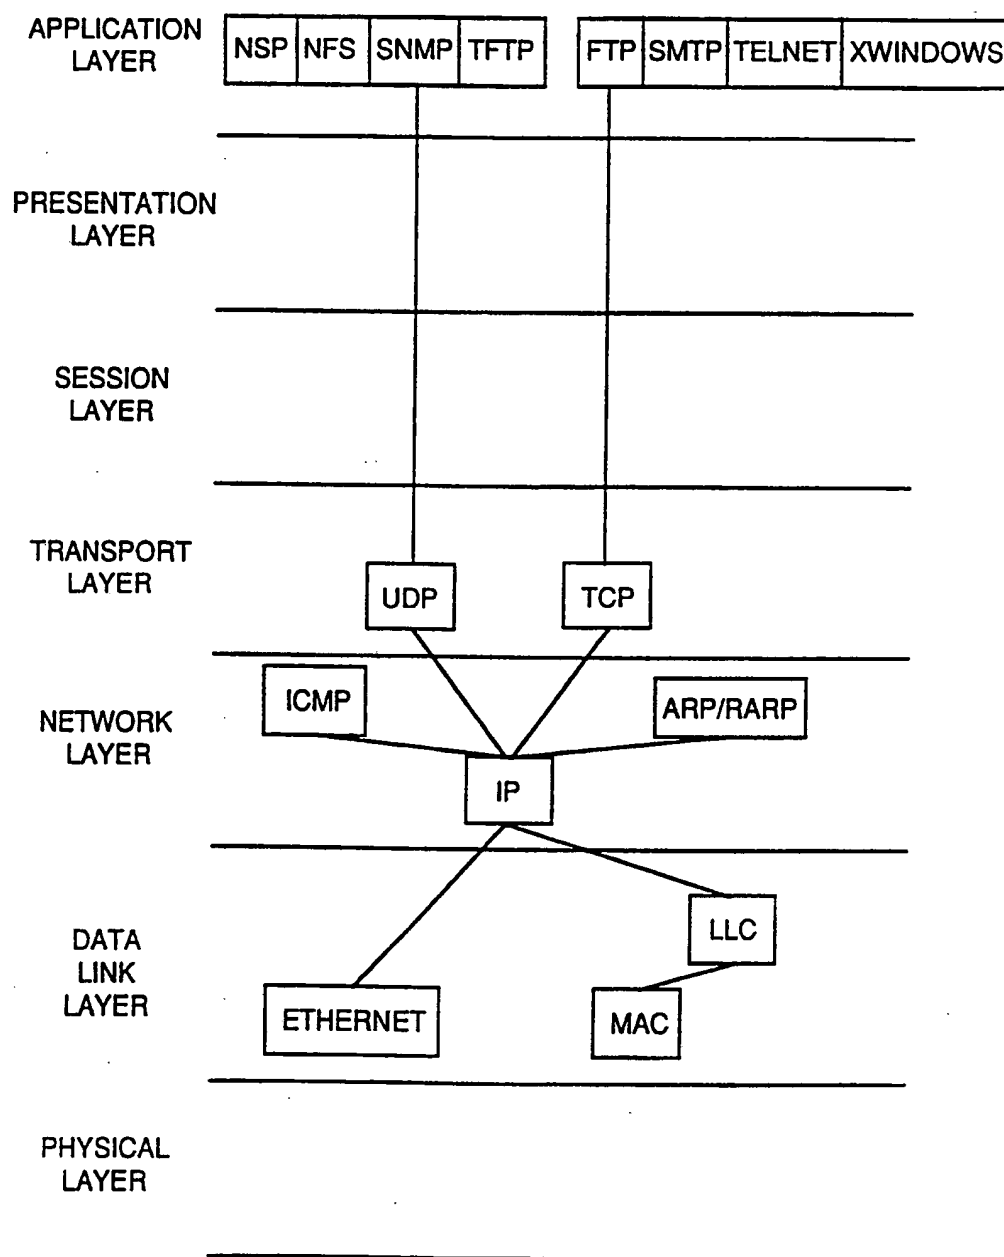 APPLICATION
LAYER
NSP NFS SNMP TFTP FTP SMTP TELNET XWINDOWS
PRESENTATION
LAYER
SESSION
LAYER
TRANSPORT
LAYER
UDP TCP
NETWORK
LAYER
ICMP ARP/RARP
IP
DATA
LINK
LAYER
LLC
ETHERNET MAC
PHYSICAL
LAYER